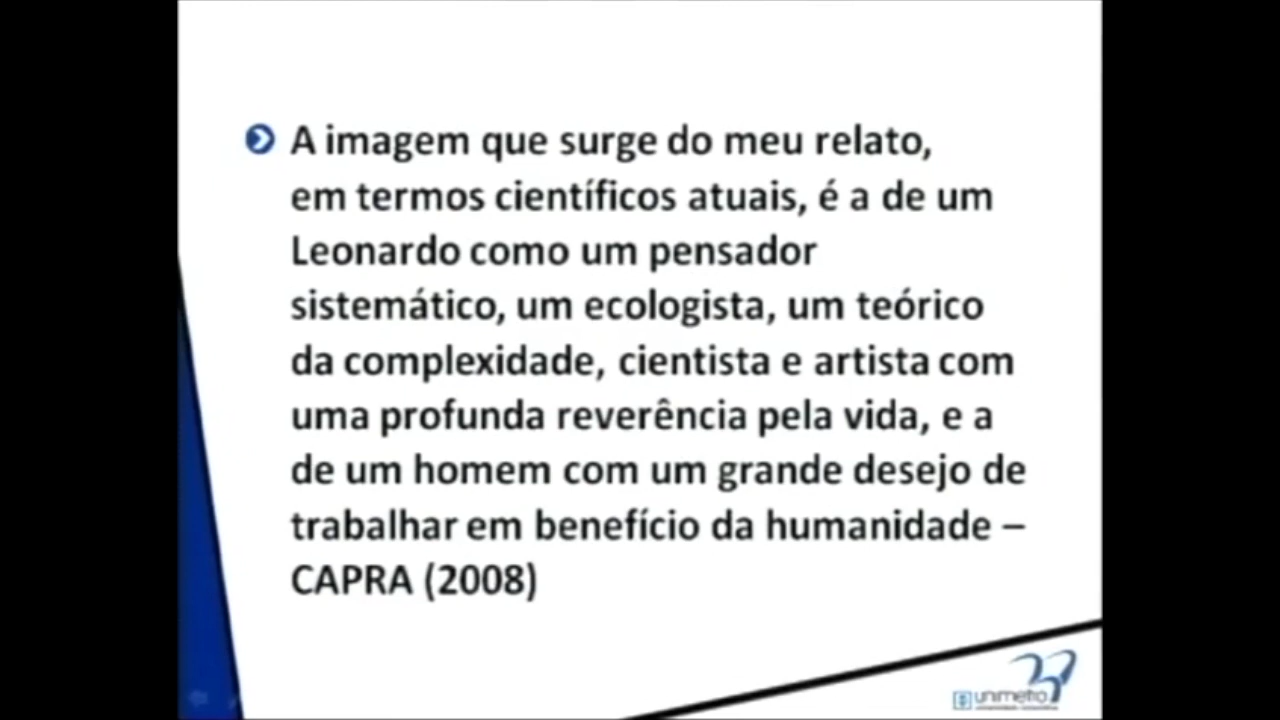 A imagem que surge do meu relato,
em termos científicos atuais, é a de um
Leonardo como um pensador
sistemático, um ecologista, um teórico
da complexidade, cientista e artista com
uma profunda reverência pela vida, e a
de um homem com um grande desejo de
trabalhar em benefício da humanidade –
CAPRA (2008)
unimetro